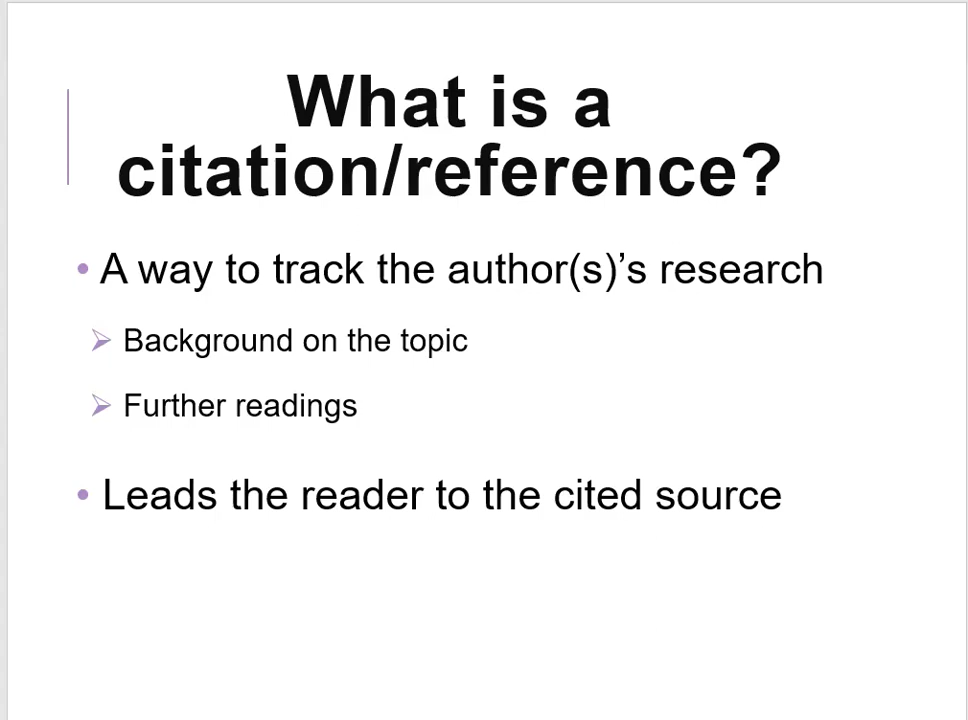 What is a
citation/reference?
• A way to track the author(s)’s research
➢ Background on the topic
➢ Further readings
• Leads the reader to the cited source